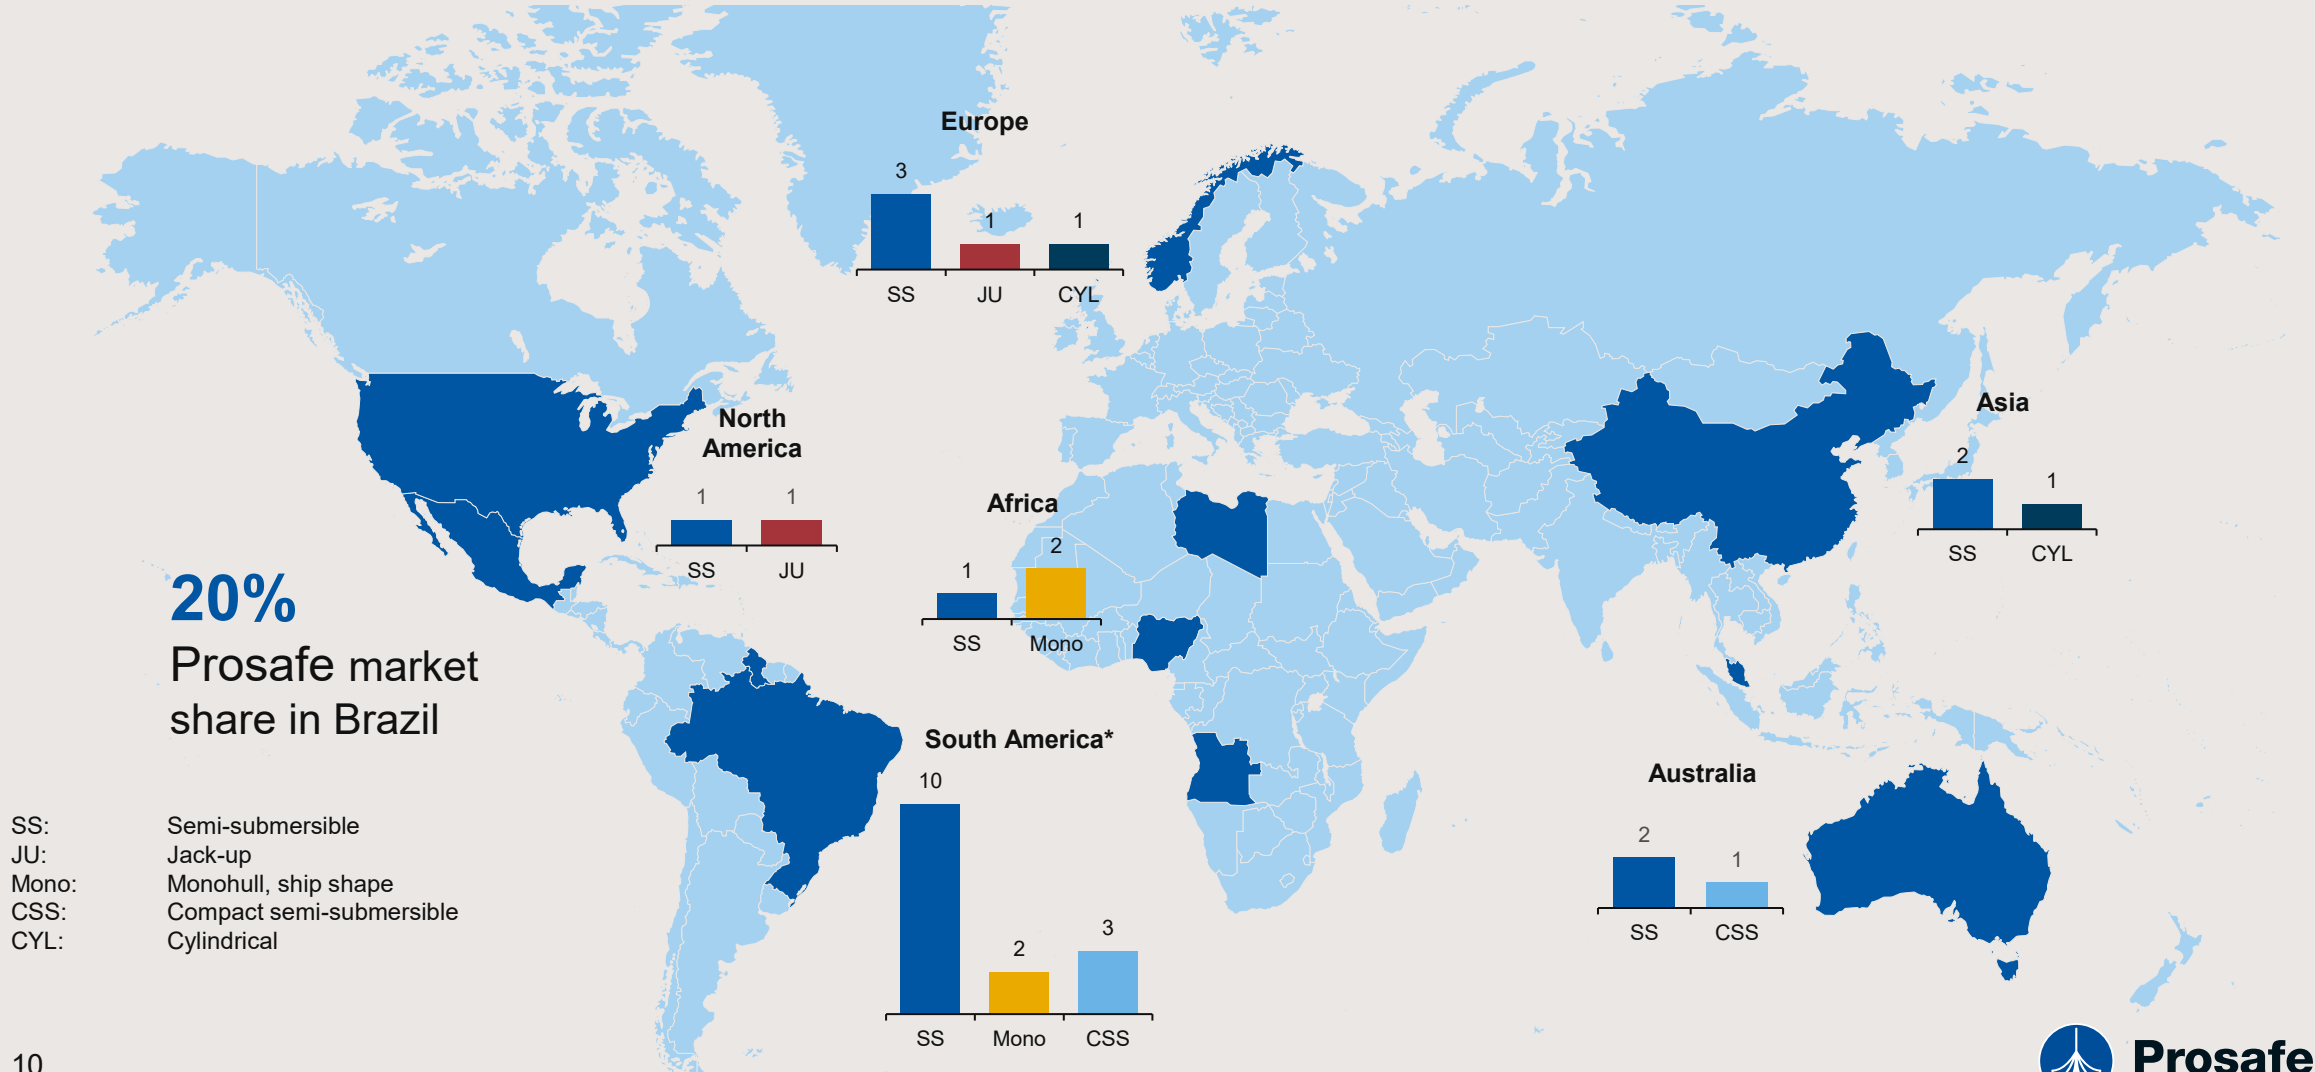 Europe
3
1
1
SS
JU
CYL
North
America
1
1
SS
JU
Asia
2
1
SS
CYL
Africa
1
2
SS
Mono
20%
Prosafe market
share in Brazil
South America*
10
2
3
SS
Mono
CSS
Australia
2
1
SS
CSS
SS: Semi-submersible
JU: Jack-up
Mono: Monohull, ship shape
CSS: Compact semi-submersible
CYL: Cylindrical
10
Prosafe